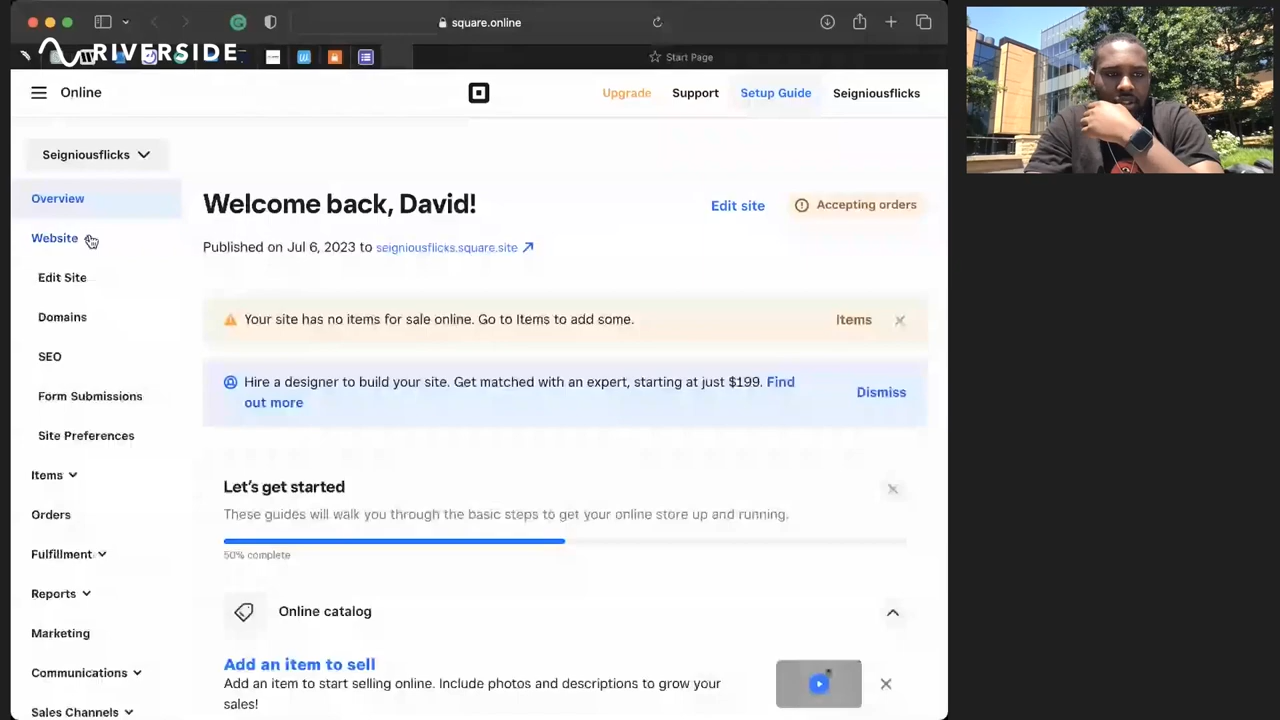 square.online
RIVERSIDE
Start Page
Online
Upgrade
Support
Setup Guide
Seigniousflicks
Seigniousflicks
Overview
Website
Edit Site
Domains
SEO
Form Submissions
Site Preferences
Items
Orders
Fulfillment
Reports
Marketing
Communications
Sales Channels
Welcome back, David!
Edit site
Accepting orders
Published on Jul 6, 2023 to seigniousflicks.square.site
Your site has no items for sale online. Go to Items to add some.
Items
Hire a designer to build your site. Get matched with an expert, starting at just $199. Find
out more
Dismiss
Let's get started
These guides will walk you through the basic steps to get your online store up and running.
50% complete
Online catalog
Add an item to sell
Add an item to start selling online. Include photos and descriptions to grow your
sales!